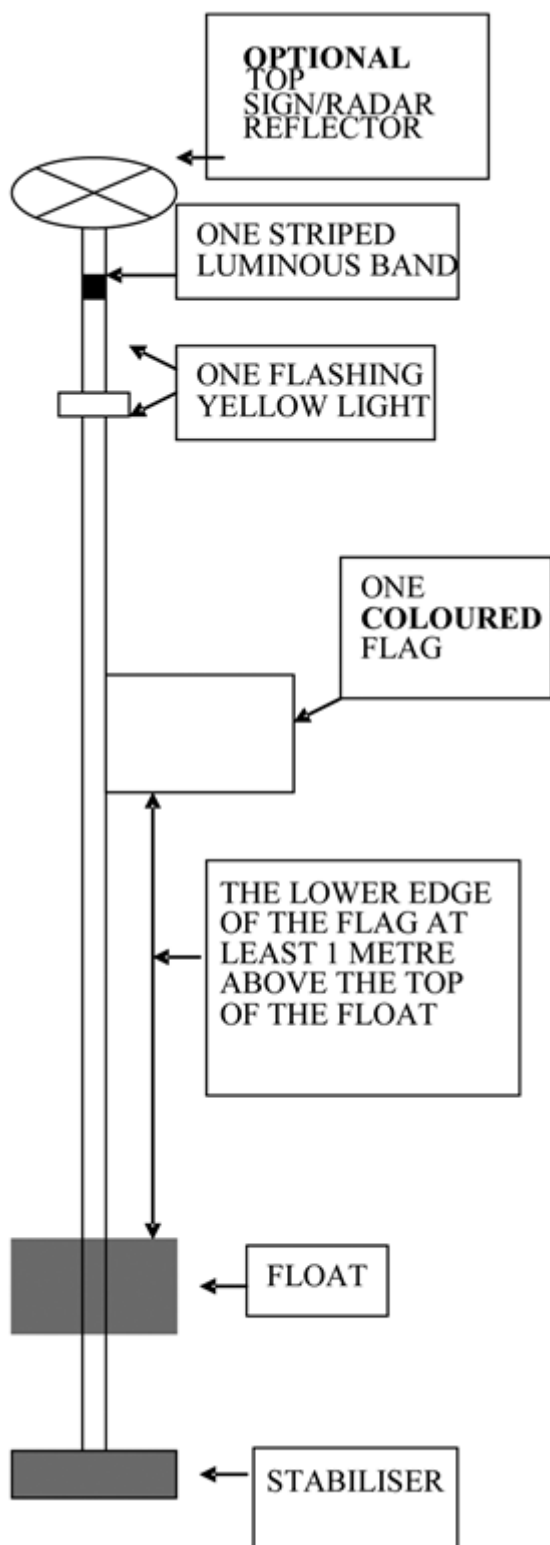 OPTIONAL
TOP
SIGN/RADAR
REFLECTOR
ONE STRIPED
LUMINOUS BAND
ONE FLASHING
YELLOW LIGHT
ONE
COLOURED
FLAG
THE LOWER EDGE
OF THE FLAG AT
LEAST 1 METRE
ABOVE THE TOP
OF THE FLOAT
FLOAT
STABILISER